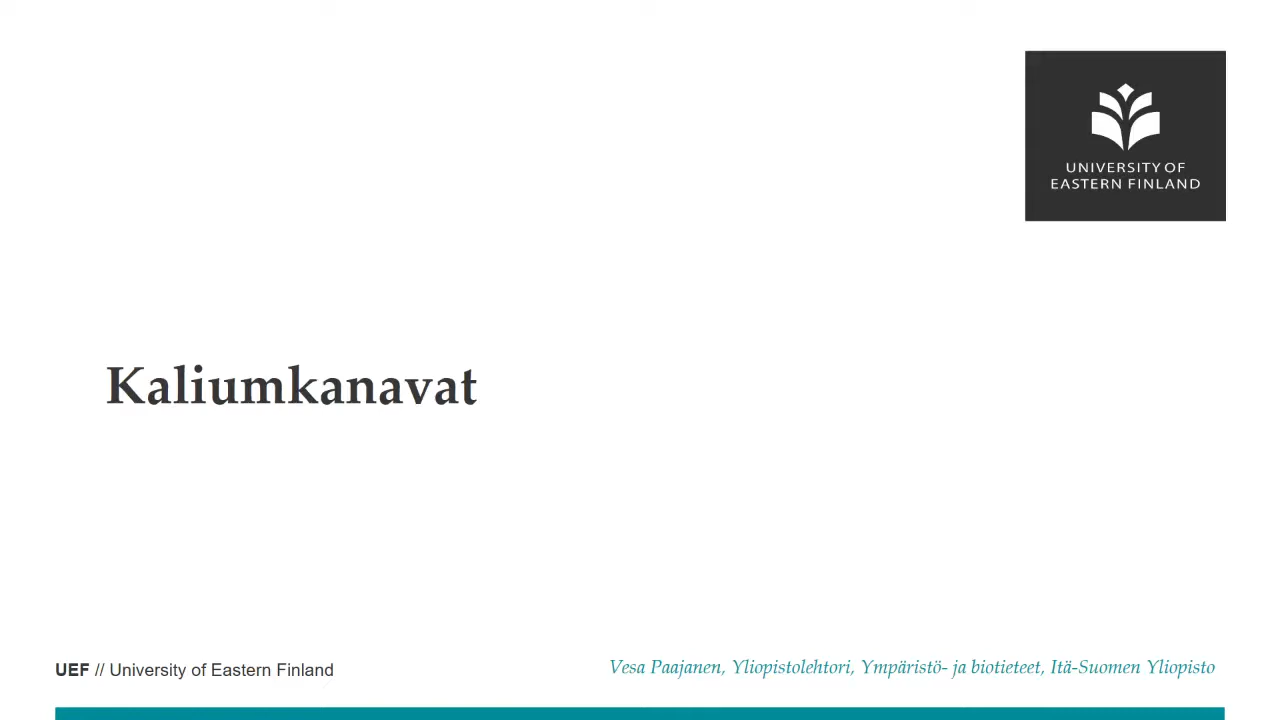 UNIVERSITY OF
EASTERN FINLAND
Kaliumkanavat
UEF // University of Eastern Finland
Vesa Paajanen, Yliopistolehtori, Ympäristö- ja biotieteet, Itä-Suomen Yliopisto